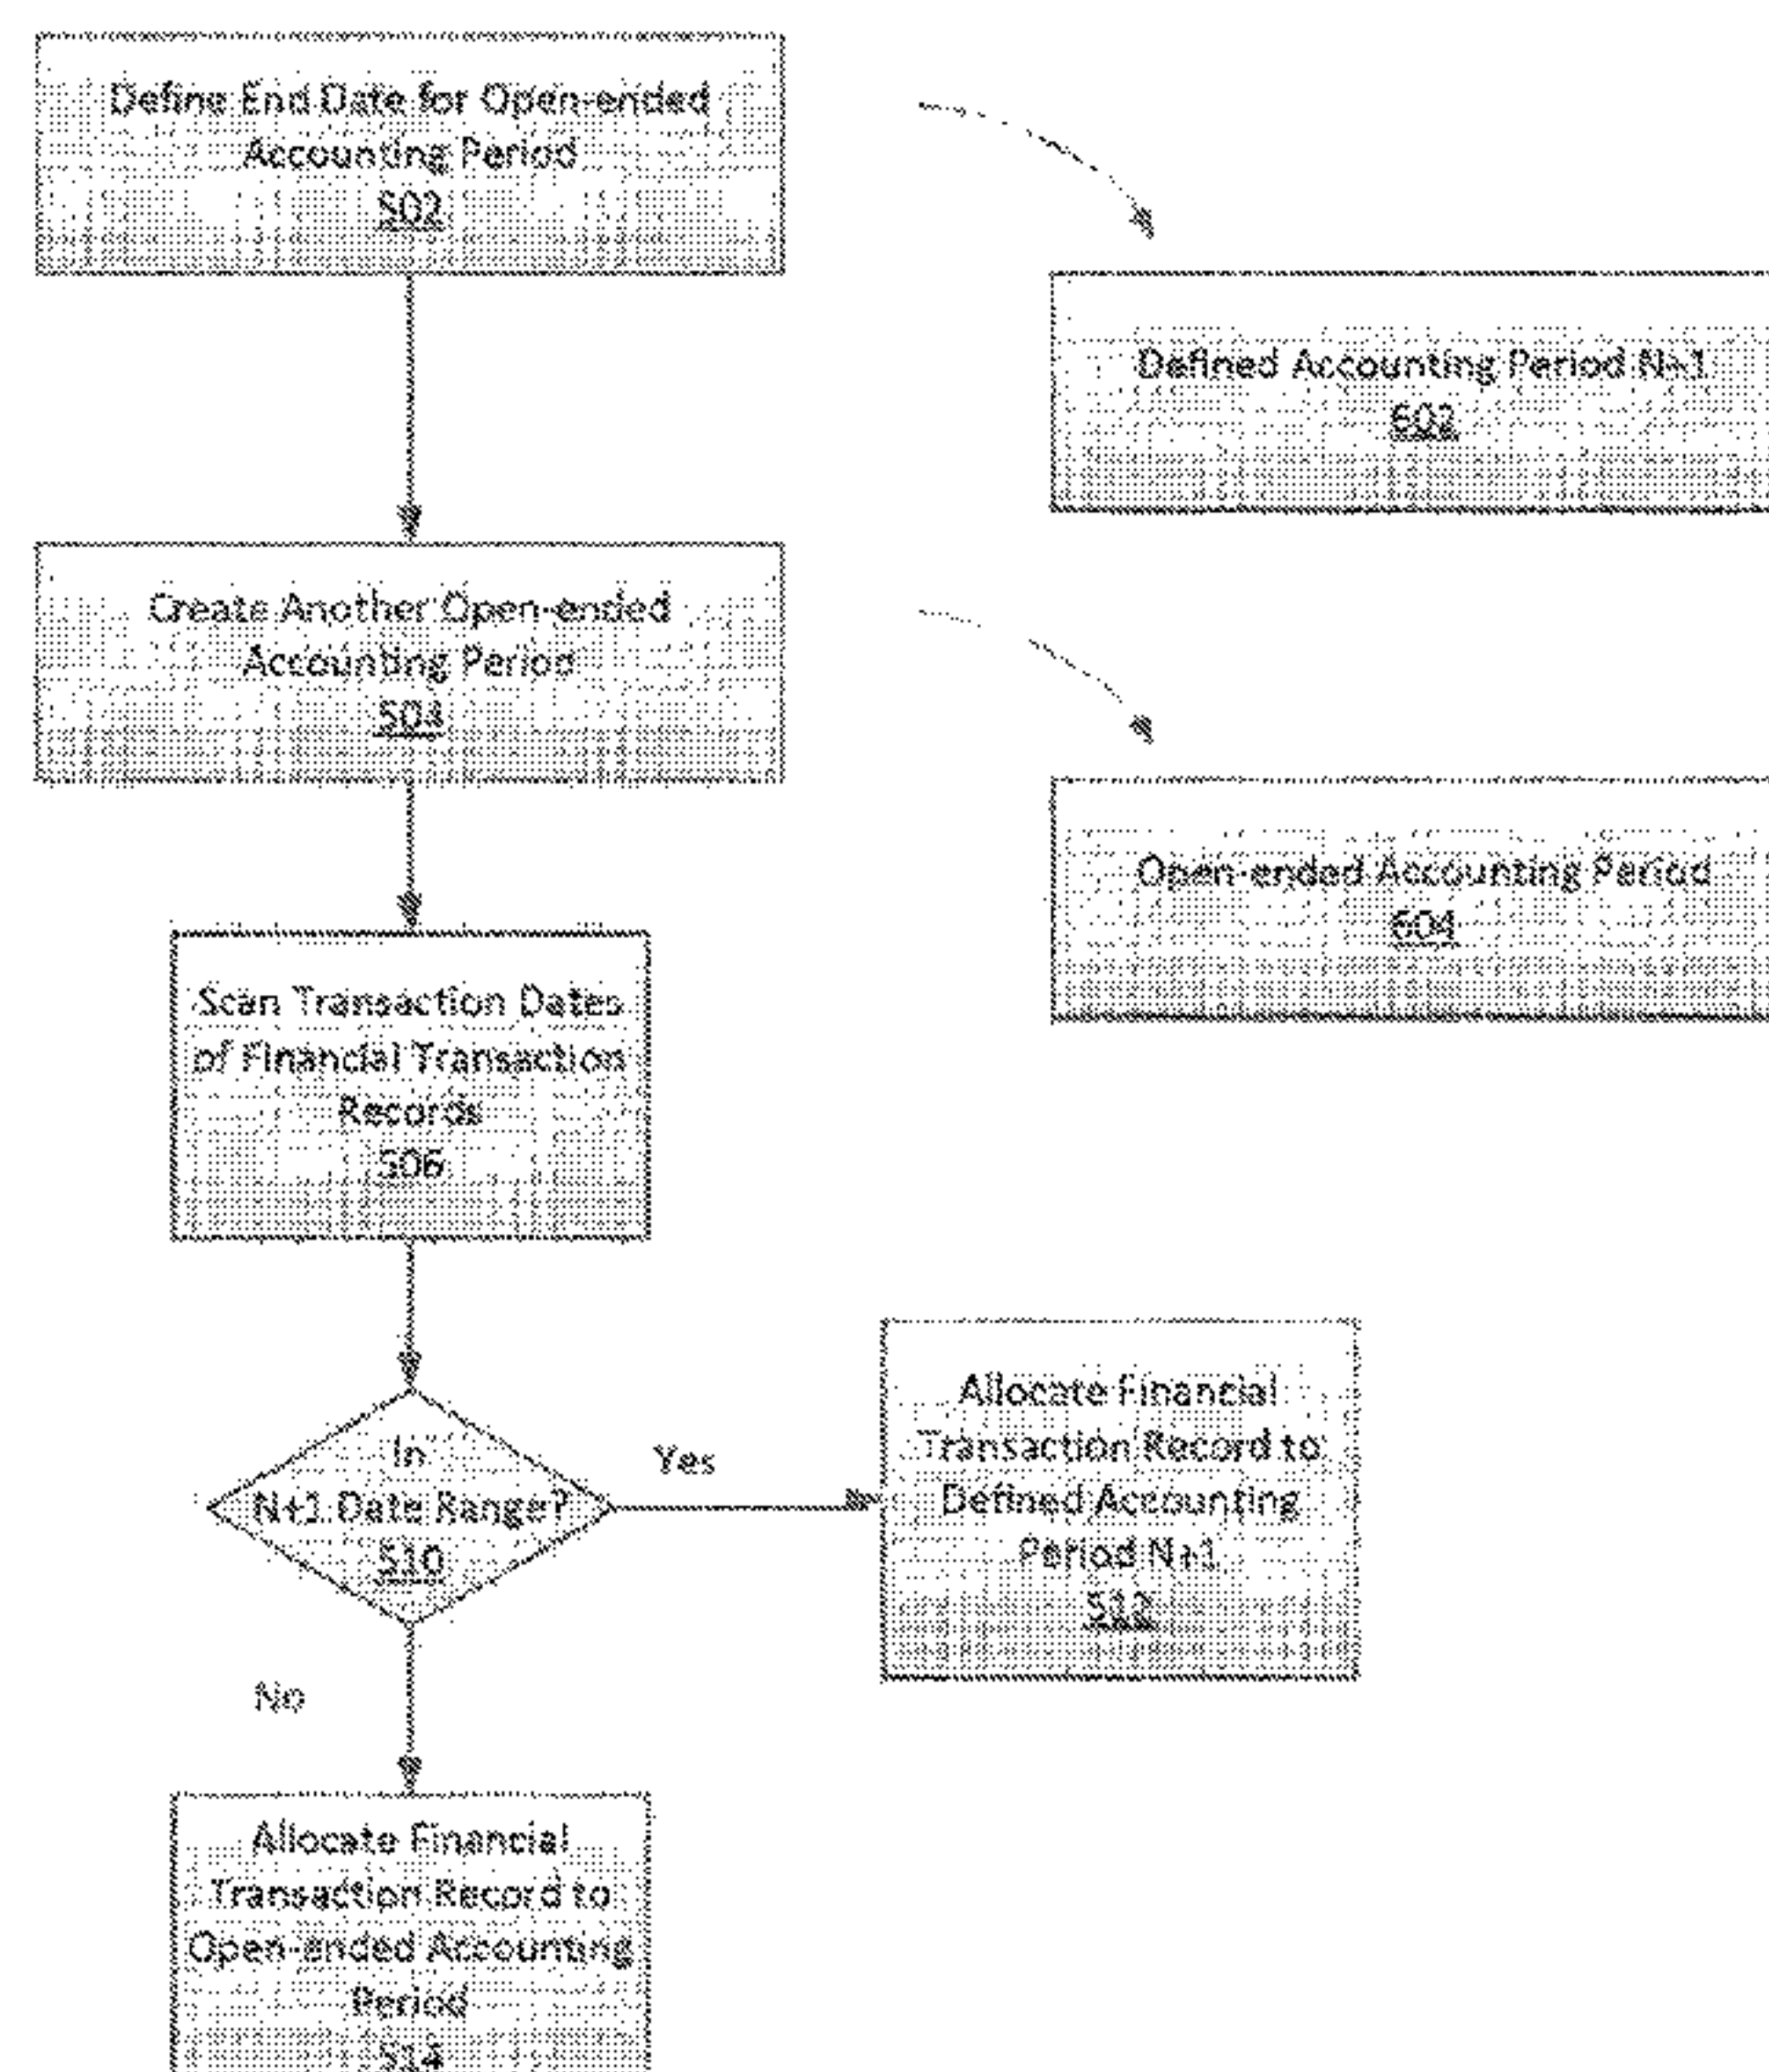 Define End Date for Open-ended
Accounting Period
502
Defined Accounting Period N+1
602
Create Another Open-ended
Accounting Period
504
Open-ended Accounting Period
604
Scan Transaction Dates
of Financial Transaction
Records
506
In
N+1 Date Range?
510
Yes
Allocate Financial
Transaction Record to
Defined Accounting
Period N+1
512
No
Allocate Financial
Transaction Record to
Open-ended Accounting
Period
514